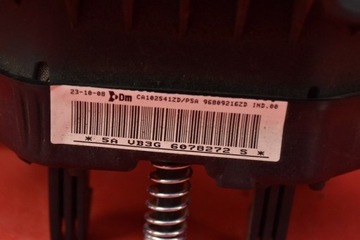 23-10-08 Dm CA102541ZD/PSA 96809216ZD IND.00
* SA VB3G 6078272 S *